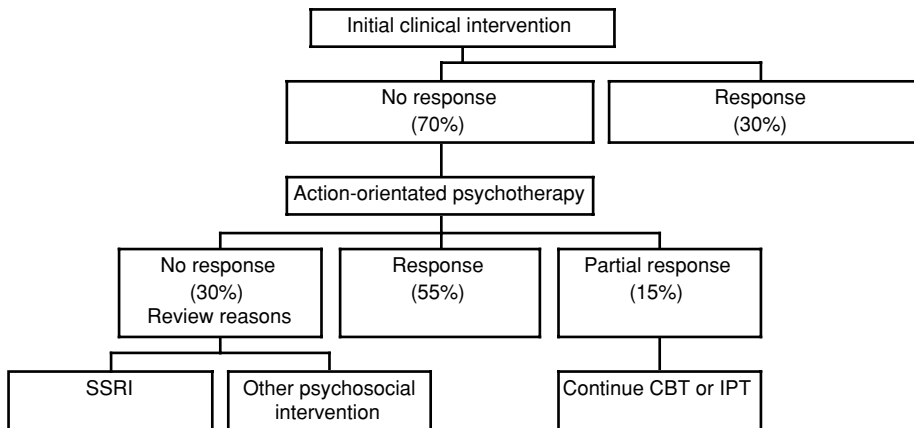 Initial clinical intervention
No response
(70%)
Response
(30%)
Action-orientated psychotherapy
No response
(30%)
Review reasons
Response
(55%)
Partial response
(15%)
SSRI
Other psychosocial
intervention
Continue CBT or IPT